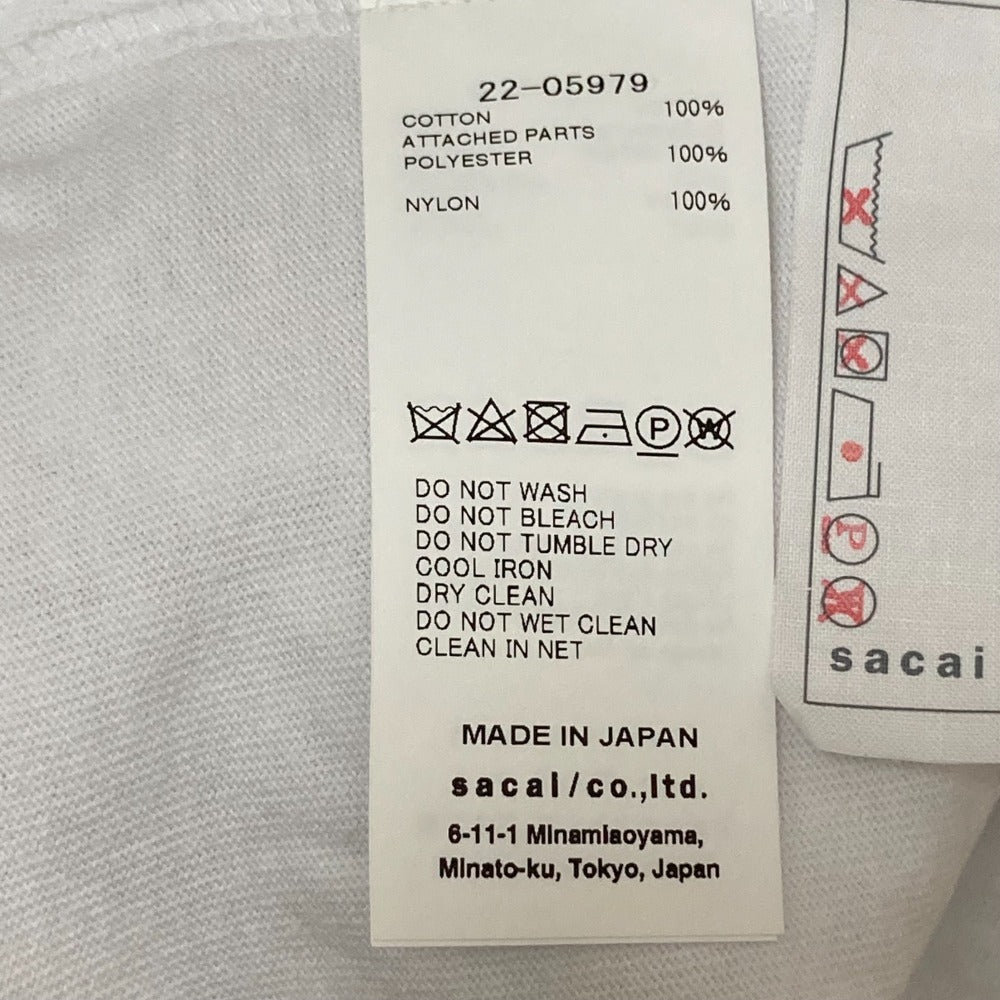 22-05979
COTTON 100%
ATTACHED PARTS
POLYESTER 100%
NYLON 100%
P W
DO NOT WASH
DO NOT BLEACH
DO NOT TUMBLE DRY
COOL IRON
DRY CLEAN
DO NOT WET CLEAN
CLEAN IN NET
MADE IN JAPAN
sacai/co.,ltd.
6-11-1 Minamiaoyama,
Minato-ku, Tokyo, Japan
P
W
sacai